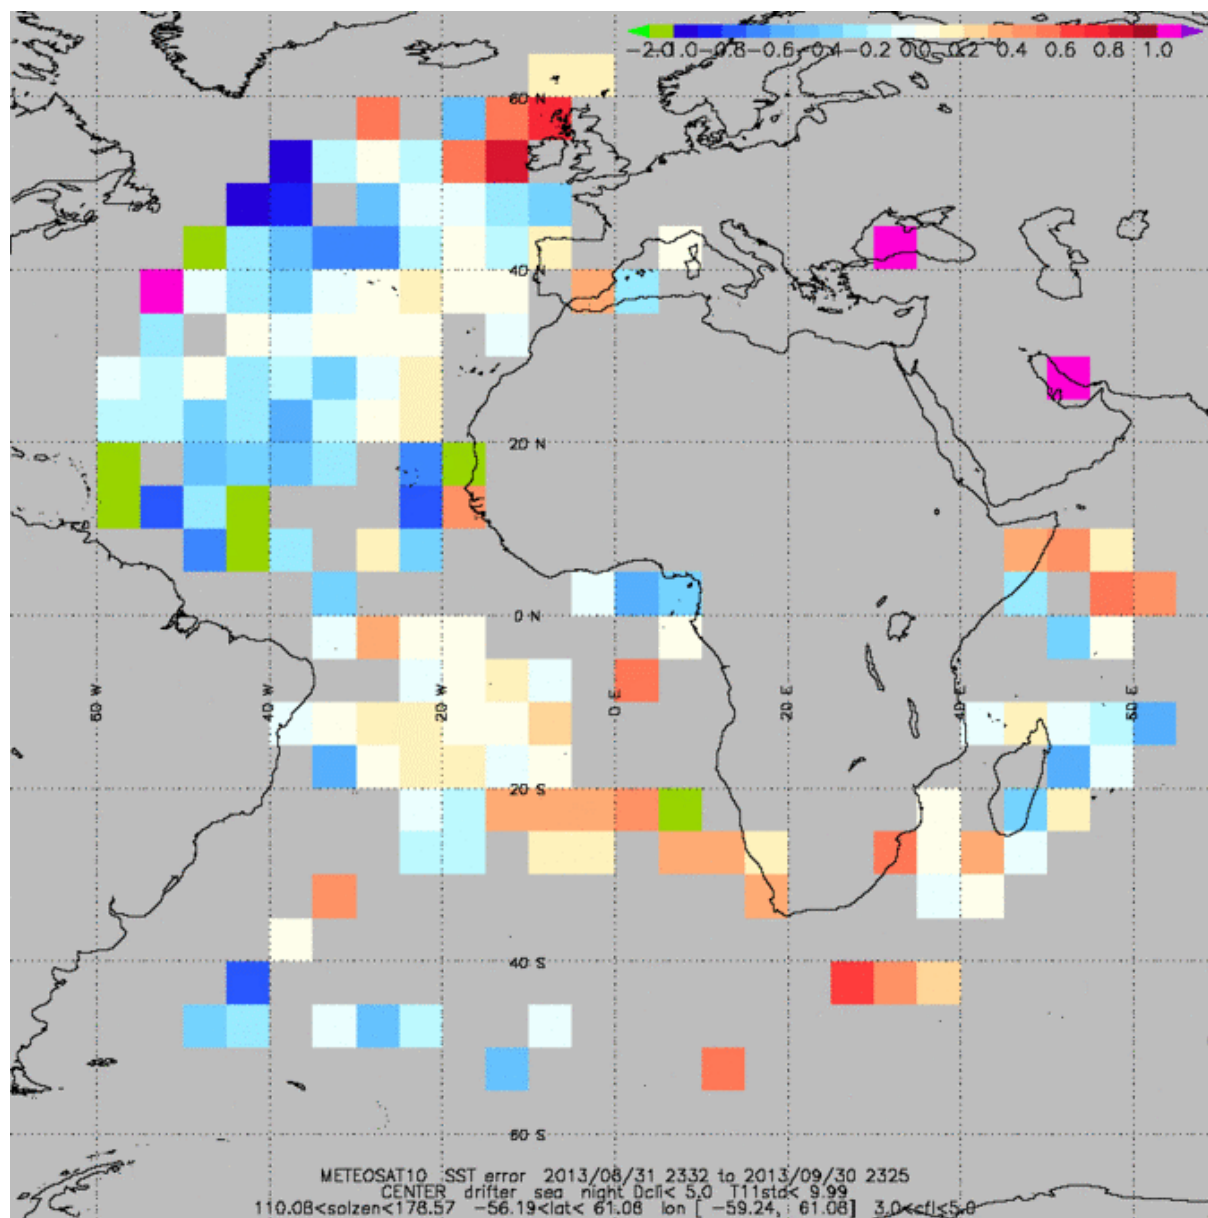 -2.0 -1.0 -0.8 -0.6 -0.4 -0.2 0.0 0.2 0.4 0.6 0.8 1.0
60 N
40 N
20 N
0 N
60 W 40 W 20 W 0 E 20 E 40 E 60 E
20 S
40 S
60 S
METEOSAT10 SST error 2013/08/31 2332 to 2013/09/30 2325
CENTER drifter sea night Dcli< 5.0 T11std< 9.99
110.08<solzen<178.57 -56.19<lat< 61.08 lon [ -59.24, 61.08] 3.0<cfl<5.0